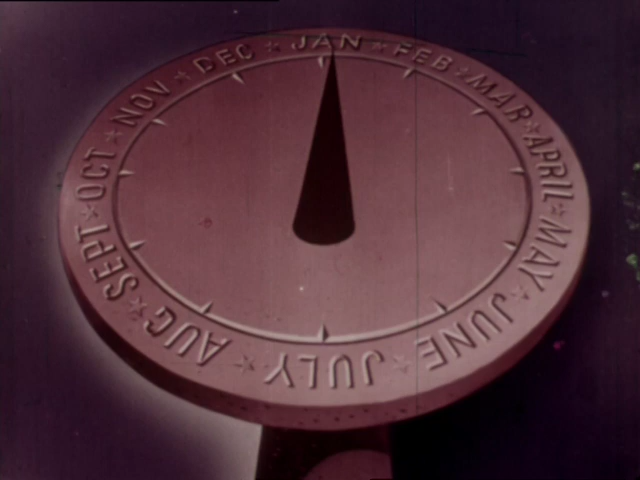 JAN
FEB
MAR
APRIL
MAY
JUNE
JULY
AUG
SEPT
OCT
NOV
DEC